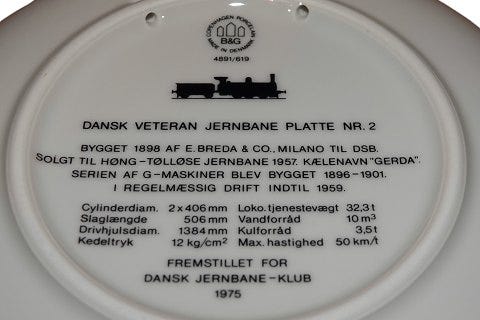 COPENHAGEN PORCELAIN
B&G
MADE IN DENMARK
4891/619
DANSK VETERAN JERNBANE PLATTE NR. 2
BYGGET 1898 AF E. BREDA & CO., MILANO TIL DSB.
SOLGT TIL HØNG-TØLLØSE JERNBANE 1957. KÆLENAVN "GERDA".
SERIEN AF G-MASKINER BLEV BYGGET 1896-1901.
I REGELMÆSSIG DRIFT INDTIL 1959.
Cylinderdiam. 2 x 406 mm Loko. tjenestevægt 32,3 t
Slaglængde 506 mm Vandforråd 10 m³
Drivhjulsdiam. 1384 mm Kulforråd 3,5 t
Kedeltryk 12 kg/cm² Max. hastighed 50 km/t
FREMSTILLET FOR
DANSK JERNBANE-KLUB
1975